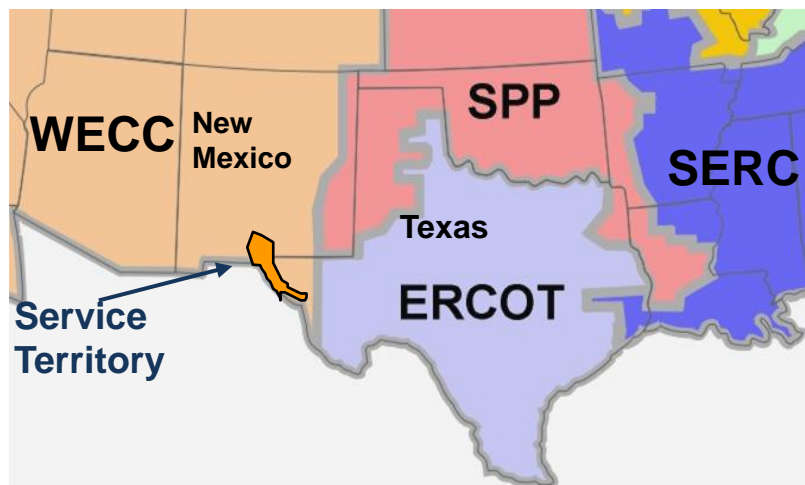 WECC
New
Mexico
SPP
SERC
Texas
ERCOT
Service
Territory